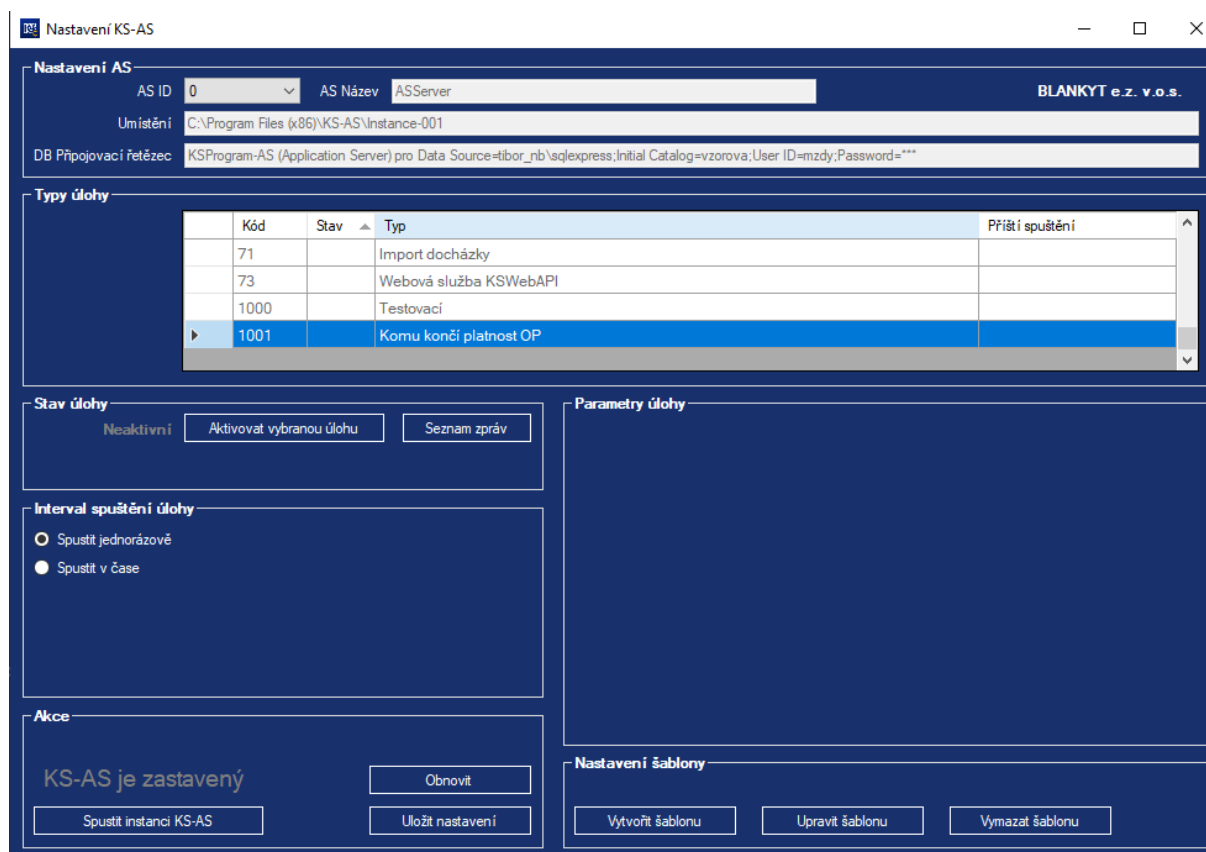 Nastavení KS-AS
Nastavení AS
AS ID 0 AS Název ASServer BLANKYT e.z. v.o.s.
Umístění C:\Program Files (x86)\KS-AS\Instance-001
DB Připojovací řetězec KSProgram-AS (Application Server) pro Data Source=tibor_nb\sqlexpress;Initial Catalog=vzorova;User ID=mzdy;Password=***
Typy úlohy
Kód Stav Typ Příští spuštění
71 Import docházky
73 Webová služba KSWebAPI
1000 Testovací
1001 Komu končí platnost OP
Stav úlohy
Neaktivní Aktivovat vybranou úlohu Seznam zpráv
Parametry úlohy
Interval spuštění úlohy
Spustit jednorázově
Spustit v čase
Akce
KS-AS je zastavený Obnovit
Spustit instanci KS-AS Uložit nastavení
Nastavení šablony
Vytvořit šablonu Upravit šablonu Vymazat šablonu